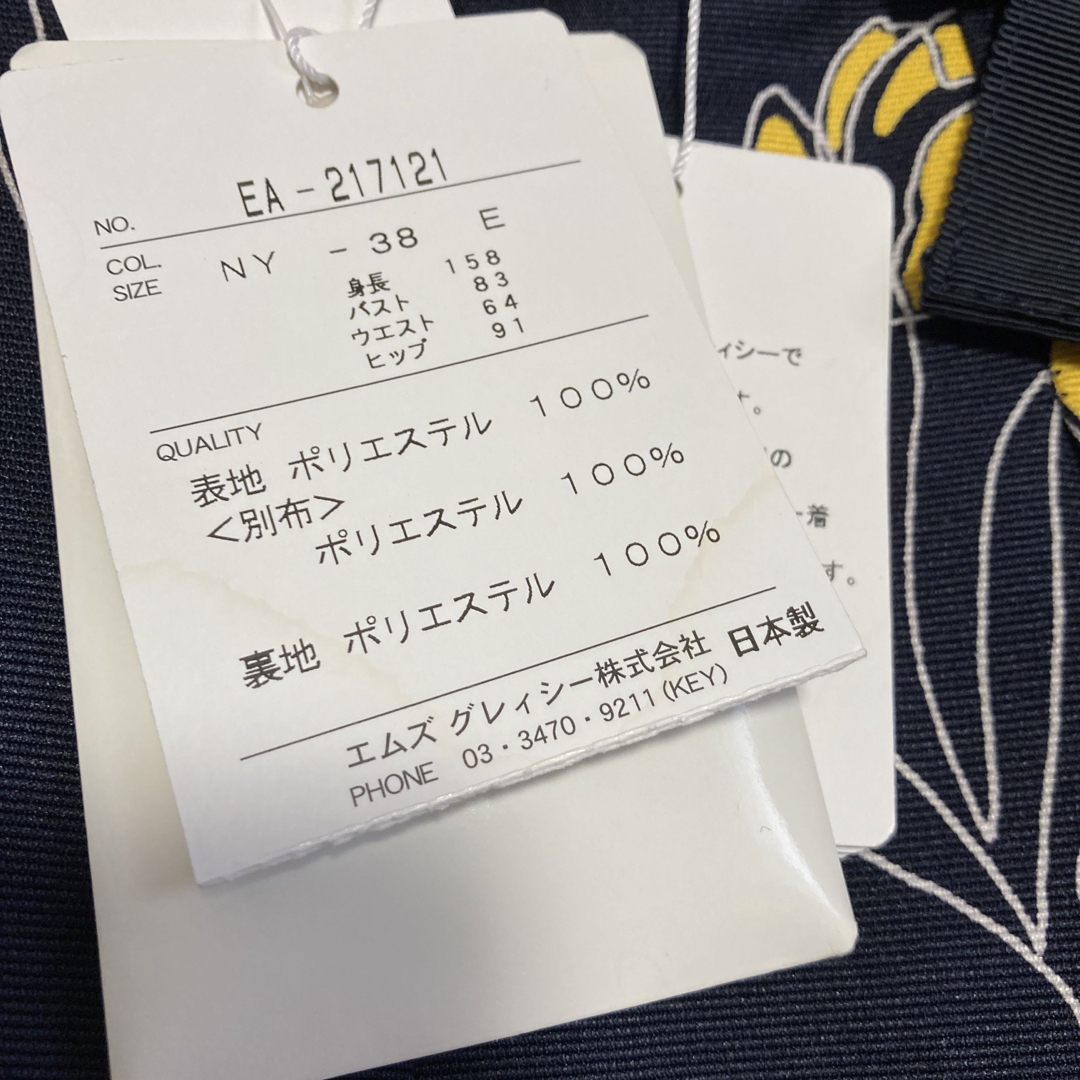 NO. EA-217121
COL. SIZE NY -38 E
身長 158
バスト 83
ウエスト 64
ヒップ 91
QUALITY
表地 ポリエステル 100%
<別布>
ポリエステル 100%
裏地 ポリエステル 100%
エムズ グレィシー株式会社 日本製
PHONE 03・3470・9211(KEY)
ィシーで
。
の
着
す。